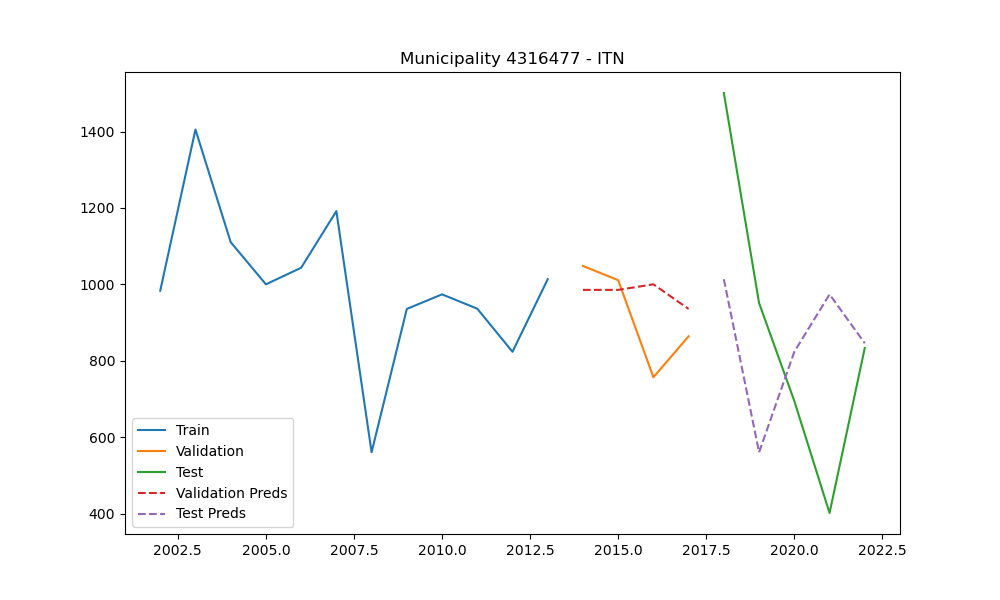 Municipality 4316477 - ITN
1400
1200
1000
800
600
400
Train
Validation
Test
Validation Preds
Test Preds
2002.5 2005.0 2007.5 2010.0 2012.5 2015.0 2017.5 2020.0 2022.5